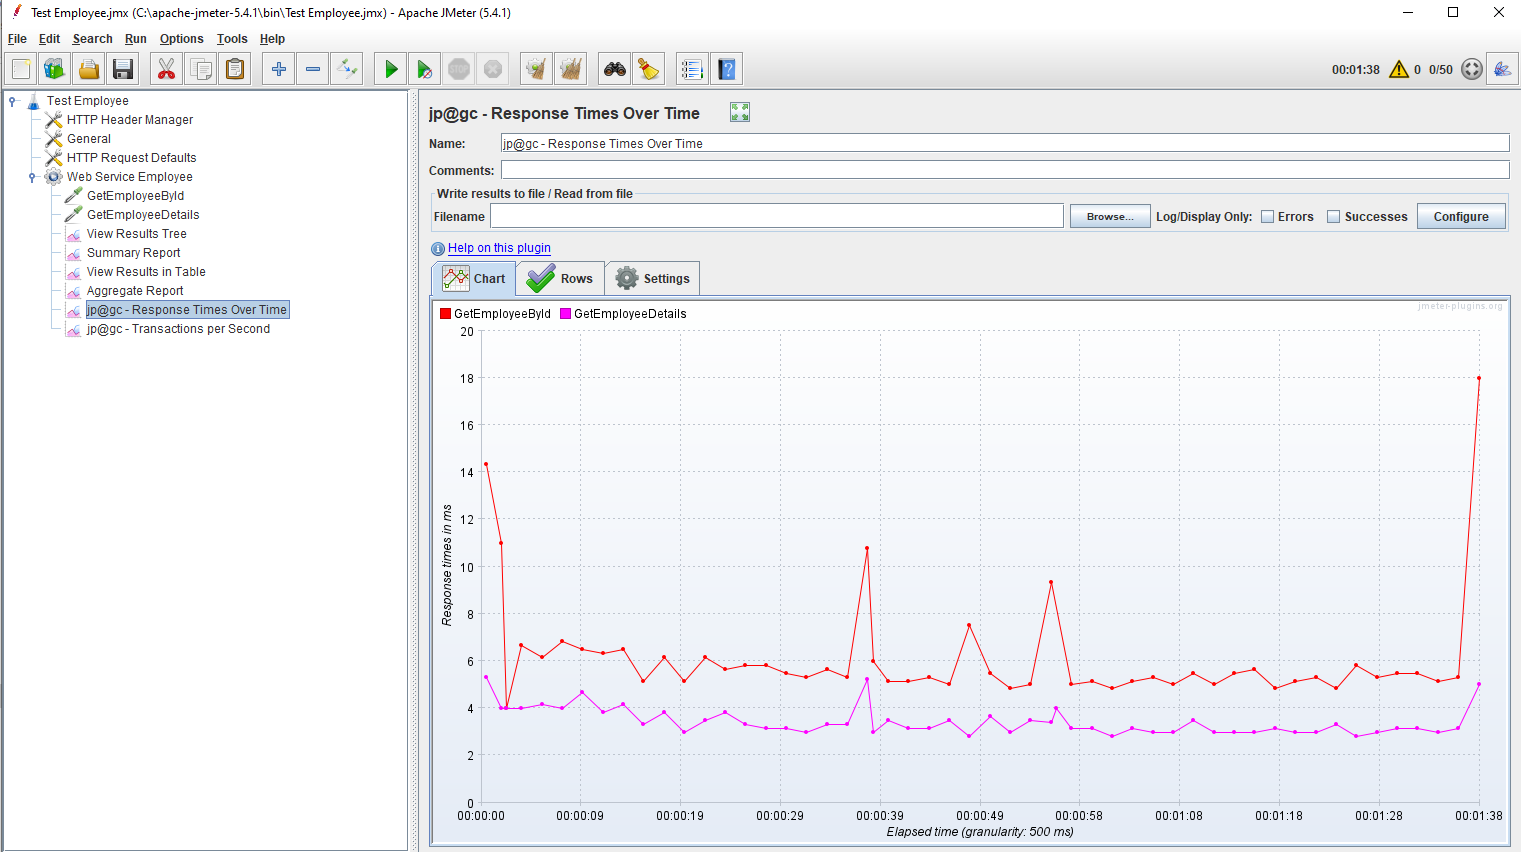 Test Employee.jmx (C:\apache-jmeter-5.4.1\bin\Test Employee.jmx) - Apache JMeter (5.4.1)
File Edit Search Run Options Tools Help
STOP 00:01:38 0 0/50
Test Employee
HTTP Header Manager
General
HTTP Request Defaults
Web Service Employee
GetEmployeeById
GetEmployeeDetails
View Results Tree
Summary Report
View Results in Table
Aggregate Report
jp@gc - Response Times Over Time
jp@gc - Transactions per Second
jp@gc - Response Times Over Time
Name: jp@gc - Response Times Over Time
Comments:
Write results to file / Read from file
Filename Browse... Log/Display Only: Errors Successes Configure
Help on this plugin
Chart Rows Settings
jmeter-plugins.org
GetEmployeeById GetEmployeeDetails
20
18
16
14
12
10
8
6
4
2
0
Response times in ms
00:00:00 00:00:09 00:00:19 00:00:29 00:00:39 00:00:49 00:00:58 00:01:08 00:01:18 00:01:28 00:01:38
Elapsed time (granularity: 500 ms)